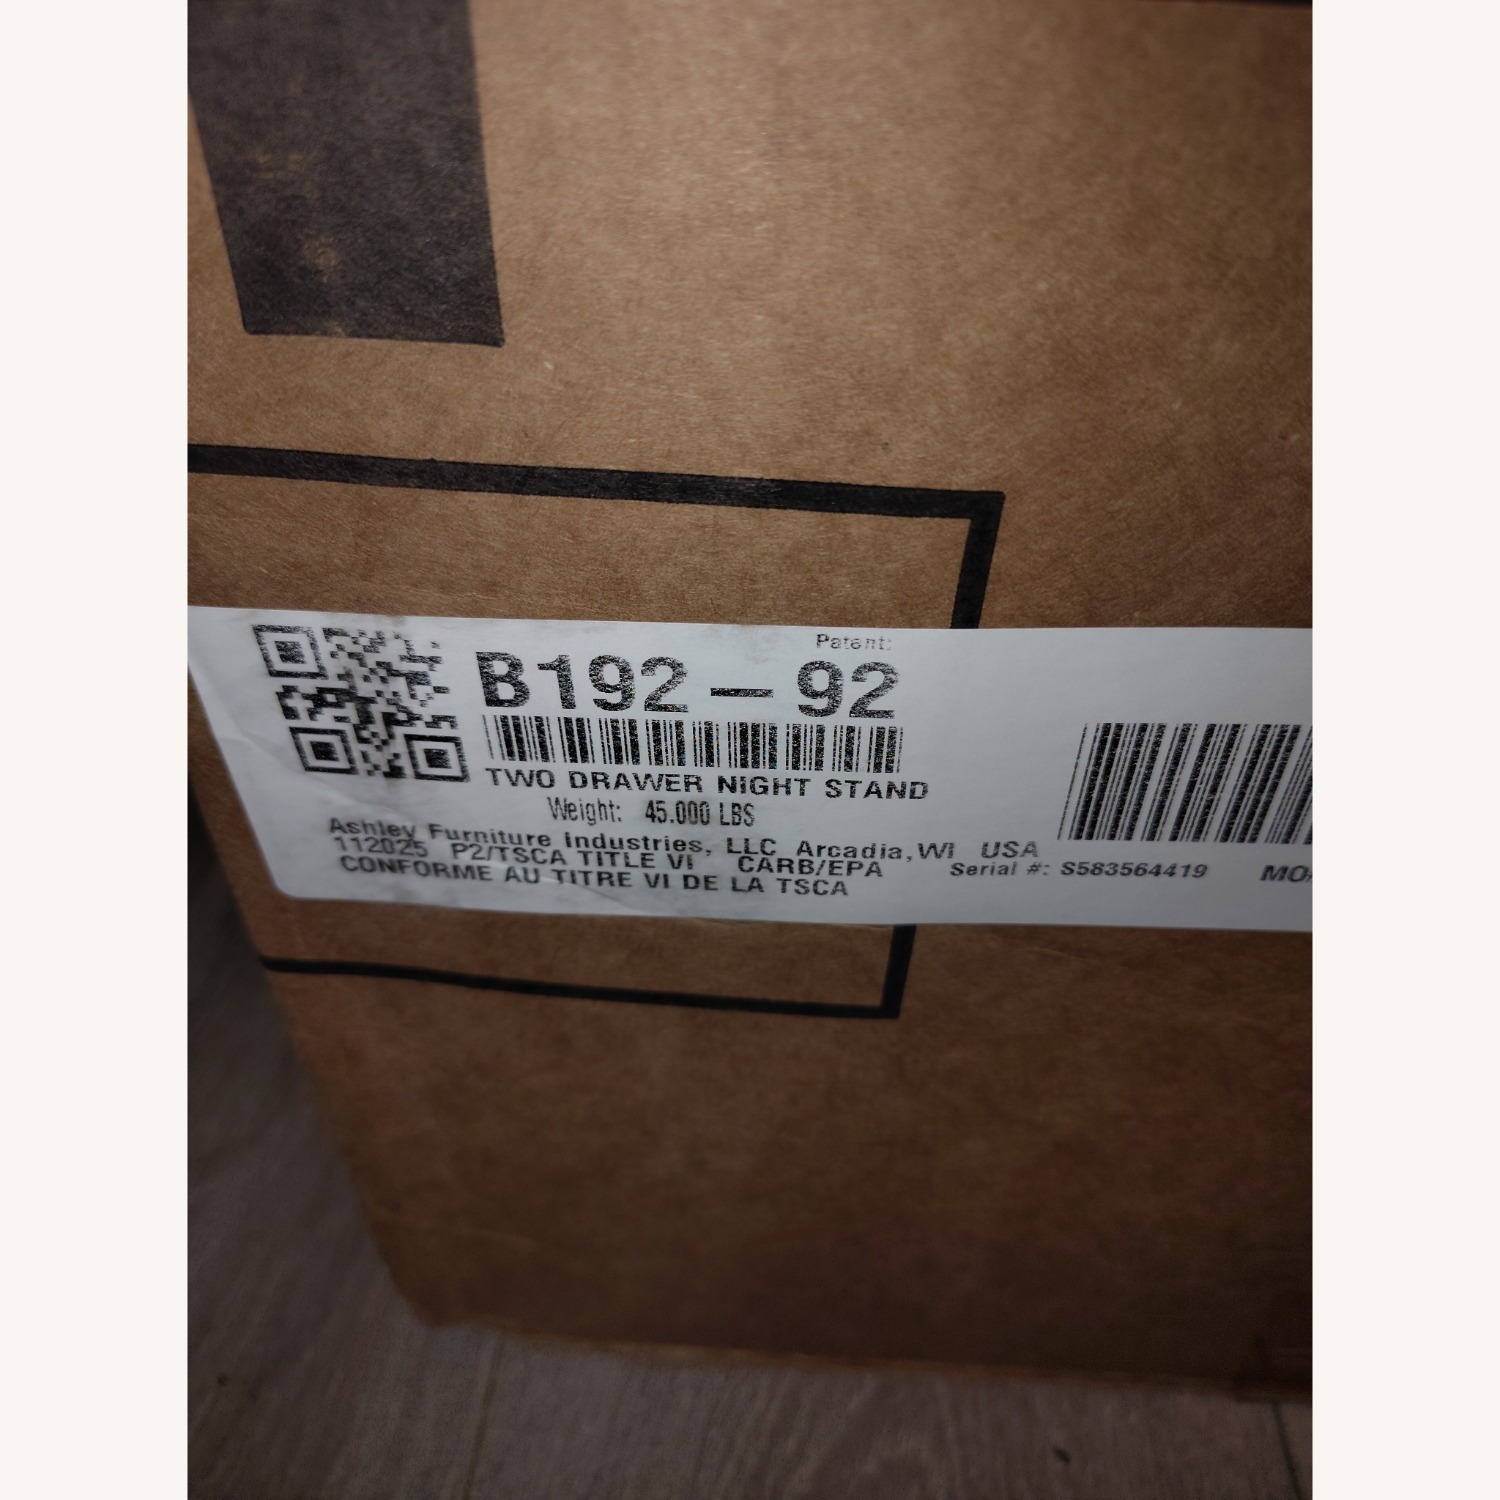 Patent:
B192-92
TWO DRAWER NIGHT STAND
Weight: 45.000 LBS
Ashley Furniture Industries, LLC Arcadia, WI USA
112025 P2/TSCA TITLE VI CARB/EPA
Serial #: S583564419
CONFORME AU TITRE VI DE LA TSCA